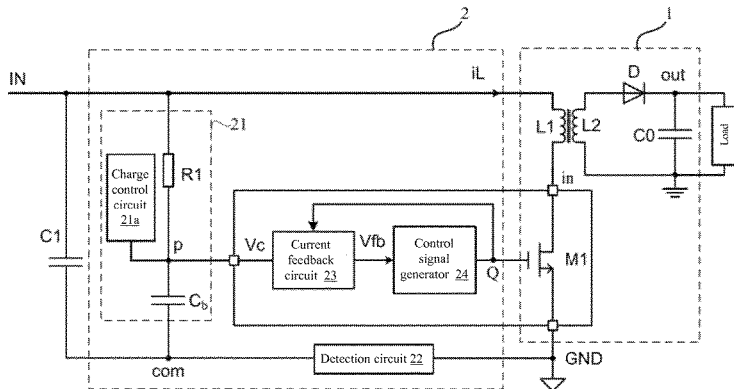 2
1
IN
iL
D
out
21
L1
L2
C0
Load
R1
Charge
control
circuit
21a
in
C1
p
Vc
Current
feedback
circuit 23
Vfb
Control
signal
generator 24
Q
M1
Cb
Detection circuit 22
GND
com